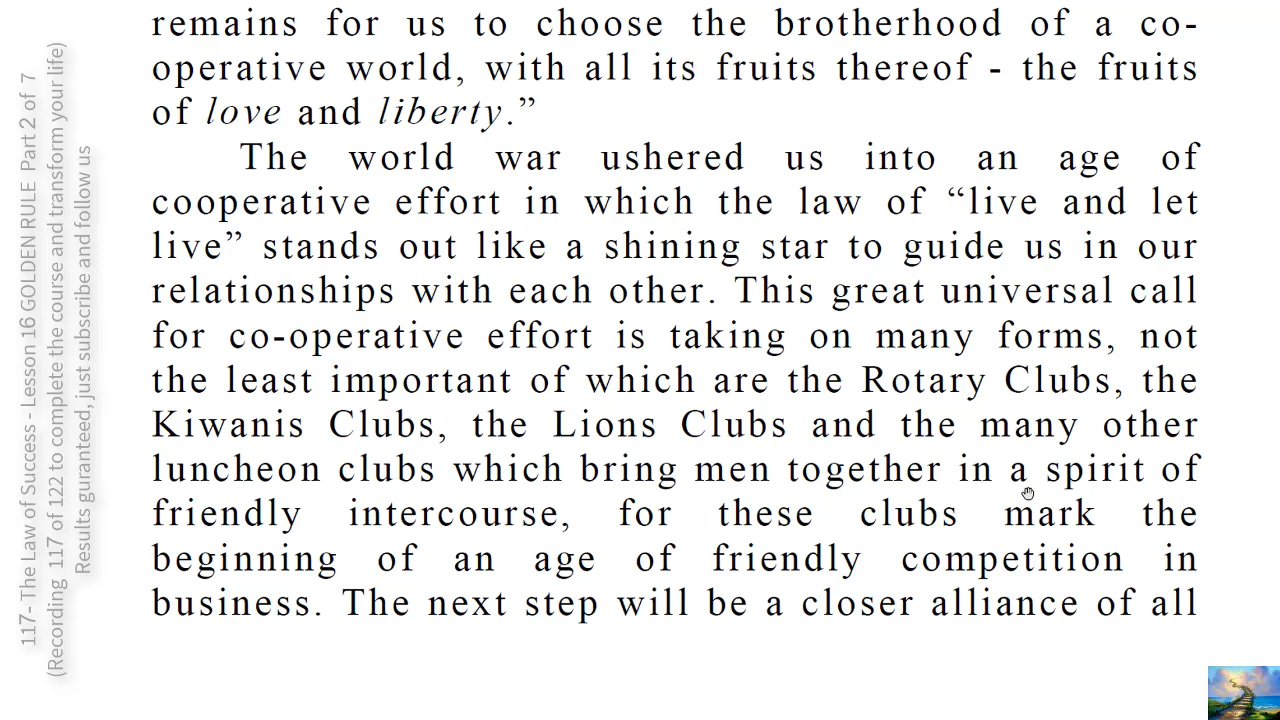 remains for us to choose the brotherhood of a co-
operative world, with all its fruits thereof - the fruits
of love and liberty.”
The world war ushered us into an age of
cooperative effort in which the law of “live and let
live” stands out like a shining star to guide us in our
relationships with each other. This great universal call
for co-operative effort is taking on many forms, not
the least important of which are the Rotary Clubs, the
Kiwanis Clubs, the Lions Clubs and the many other
luncheon clubs which bring men together in a spirit of
friendly intercourse, for these clubs mark the
beginning of an age of friendly competition in
business. The next step will be a closer alliance of all
117 - The Law of Success - Lesson 16 GOLDEN RULE Part 2 of 7
(Recording 117 of 122 to complete the course and transform your life)
Results guranteed, just subscribe and follow us